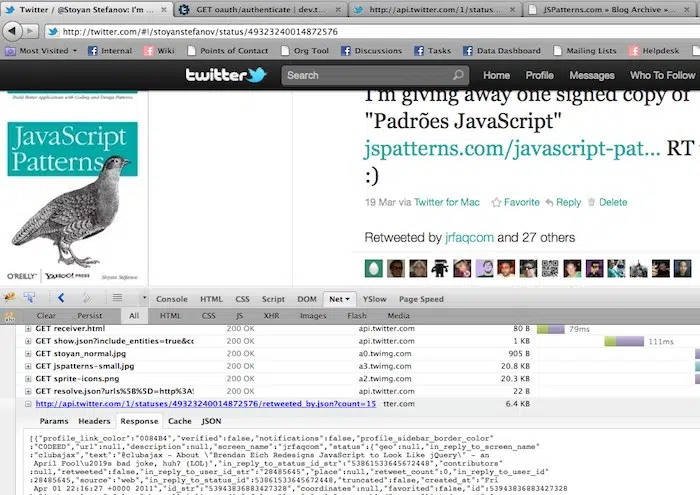 Twitter / @Stoyan Stefanov: I'm ...
GET oauth/authenticate | dev.t...
http://api.twitter.com/1/status...
JSPatterns.com » Blog Archive »...
http://twitter.com/#!/stoyanstefanov/status/49323240014872576
Most Visited
Internal
Wiki
Points of Contact
Org Tool
Discussions
Tasks
Data Dashboard
Mailing Lists
Helpdesk
twitter
Search
Home
Profile
Messages
Who To Follow
Build Better Applications with Coding and Design Patterns
JavaScript
Patterns
O'REILLY®
YAHOO! PRESS
Stoyan Stefanov
I'm giving away one signed copy of
"Padrões JavaScript"
jspatterns.com/javascript-pat... RT
:)
19 Mar via Twitter for Mac
Favorite
Reply
Delete
Retweeted by jrfaqcom and 27 others
Console HTML CSS Script DOM Net YSlow Page Speed
Clear Persist All HTML CSS JS XHR Images Flash Media
GET receiver.html 200 OK api.twitter.com 80 B 79ms
GET show.json?include_entities=true&cc 200 OK api.twitter.com 1 KB 111ms
GET stoyan_normal.jpg 200 OK a0.twimg.com 905 B
GET jspatterns-small.jpg 200 OK a3.twimg.com 20.8 KB
GET sprite-icons.png 200 OK a2.twimg.com 20.3 KB
GET resolve.json?urls%5B%5D=http%3A! 200 OK api.twitter.com 22 B
http://api.twitter.com/1/statuses/49323240014872576/retweeted_by.json?count=15 tter.com 6.4 KB
Params Headers Response Cache JSON
[{"profile_link_color":"0084B4","verified":false,"notifications":false,"profile_sidebar_border_color"
:"C0DEED","url":null,"description":null,"screen_name":"jrfaqcom","status":{"geo":null,"in_reply_to_screen_name"
:"clubajax","text":"@clubajax - About \"Brendan Eich Redesigns JavaScript to Look Like jQuery\" - an
April Fool\u2019s bad joke, huh? (LOL)","in_reply_to_status_id_str":"53861533645672448","contributors"
:null,"retweeted":false,"in_reply_to_user_id_str":"28485645","place":null,"retweet_count":0,"in_reply_to_user_id"
:28485645,"source":"web","in_reply_to_status_id":53861533645672448,"truncated":false,"created_at":"Fri
Apr 01 22:16:27 +0000 2011","id_str":"53943836883427328","coordinates":null,"favorited":false,"id":53943836883427328